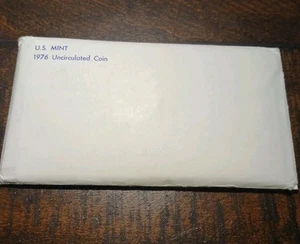 U.S. MINT
1976 Uncirculated Coin